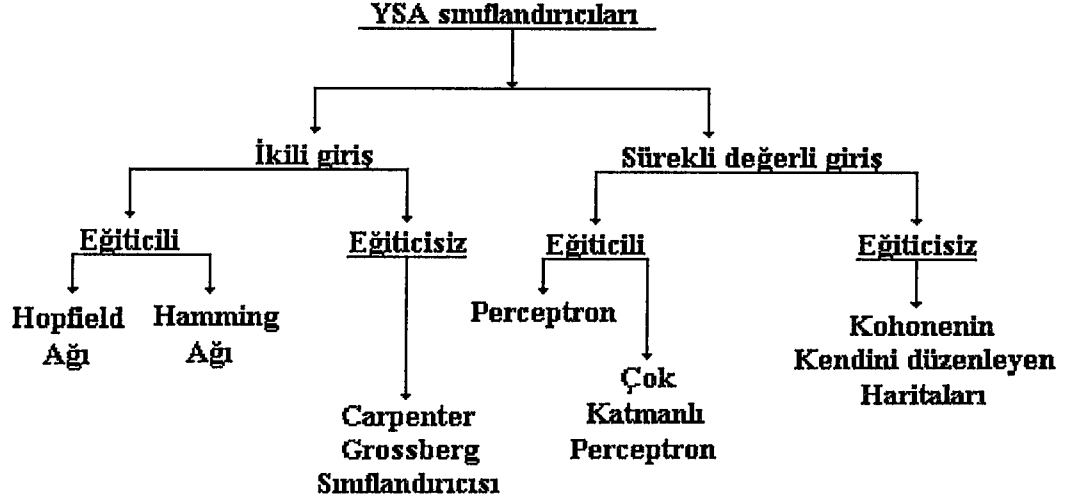 YSA sınıflandırıcıları
İkili giriş
Sürekli değerli giriş
Eğiticili
Eğiticisiz
Eğiticili
Eğiticisiz
Hopfield
Ağı
Hamming
Ağı
Carpenter
Grossberg
Sınıflandırıcısı
Perceptron
Çok
Katmanlı
Perceptron
Kohonenin
Kendini düzenleyen
Haritaları